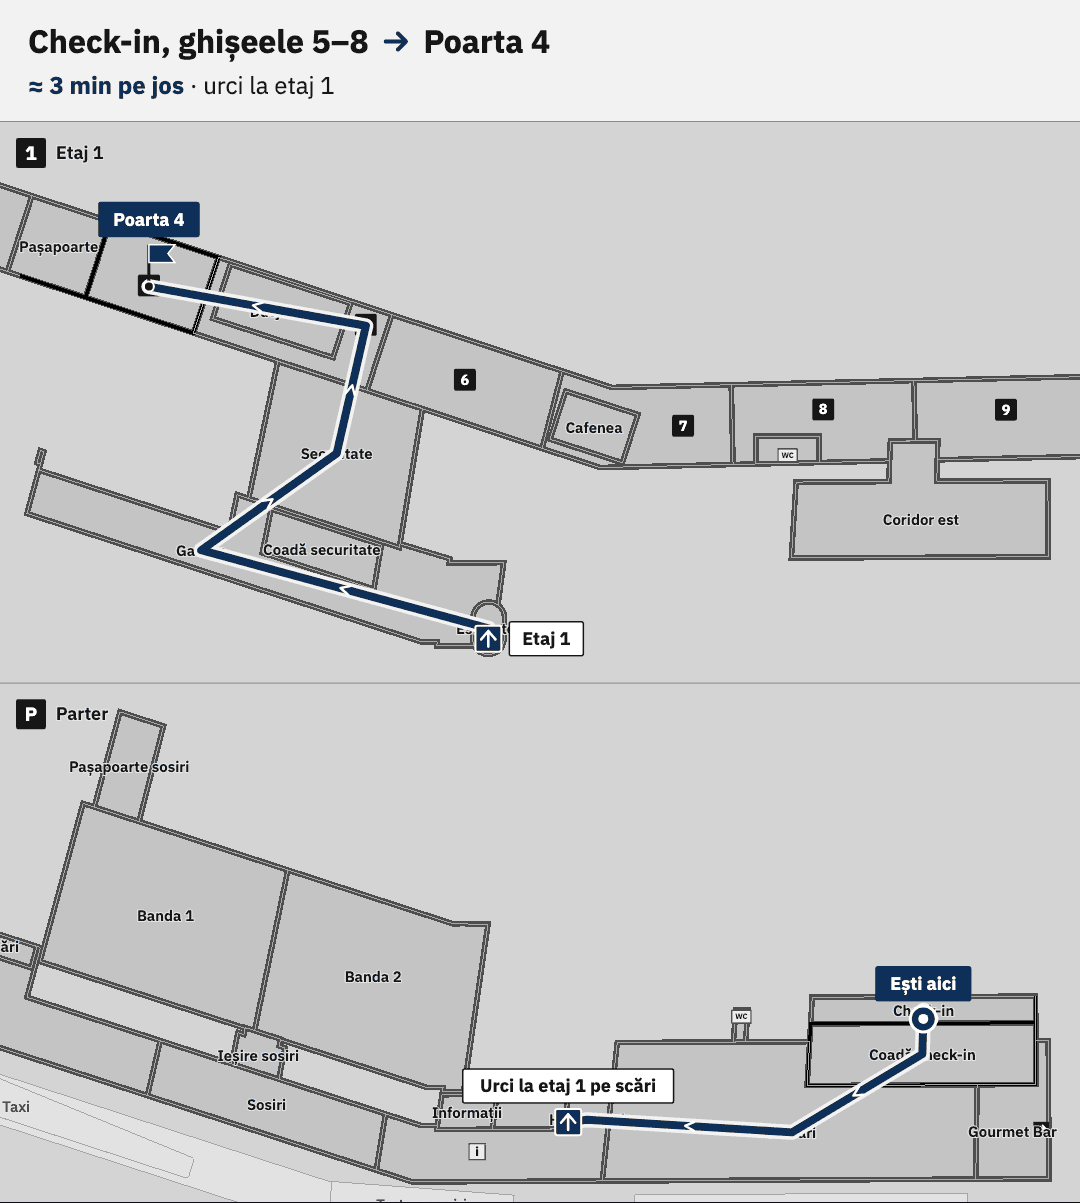 Check-in, ghișeele 5–8 → Poarta 4
≈ 3 min pe jos · urci la etaj 1
1 Etaj 1
Poarta 4
Pașapoarte
6
Cafenea
7
8
9
WC
Coridor est
Coadă securitate
Etaj 1
P Parter
Pașapoarte sosiri
Banda 1
Banda 2
Ești aici
WC
Ieșire sosiri
Urci la etaj 1 pe scări
Taxi
Sosiri
Informații
i
Gourmet Bar